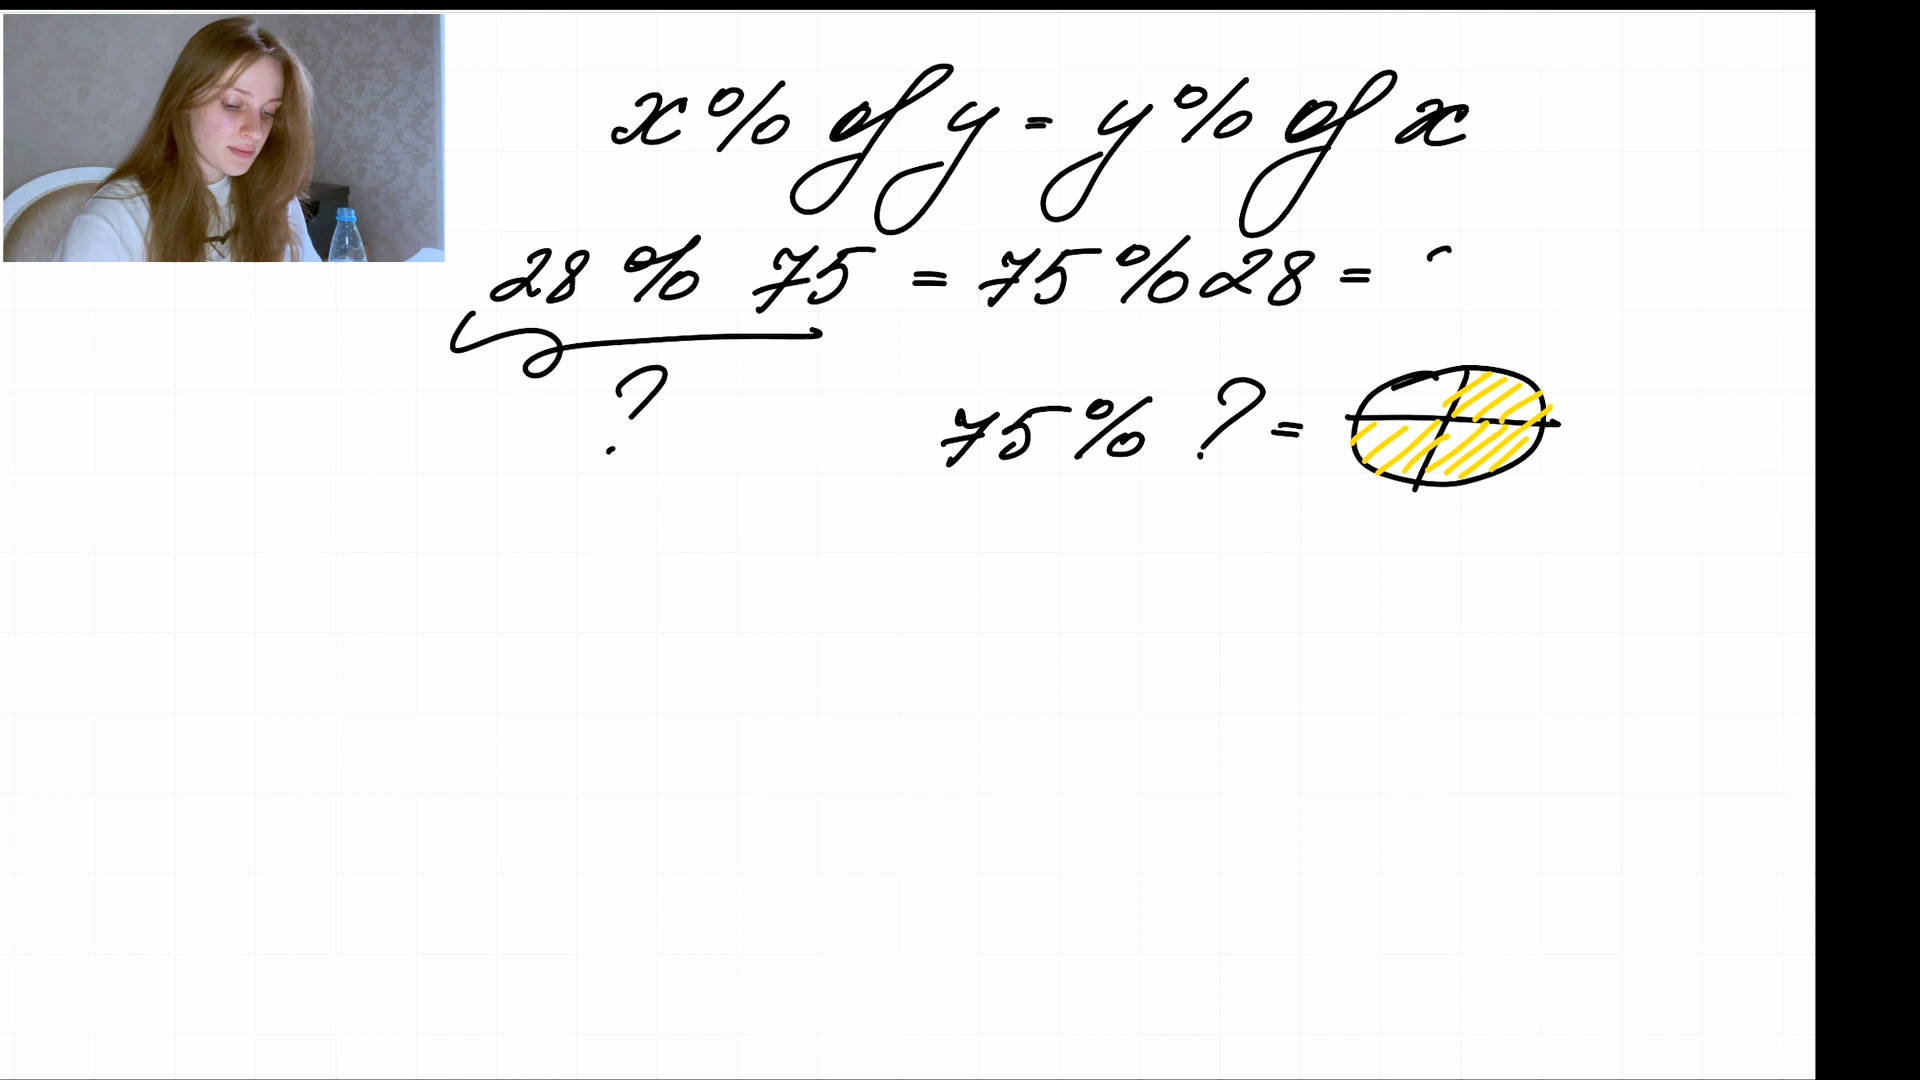 x% of y = y% of x
28% 75 = 75% 28 =
?
75% ? =